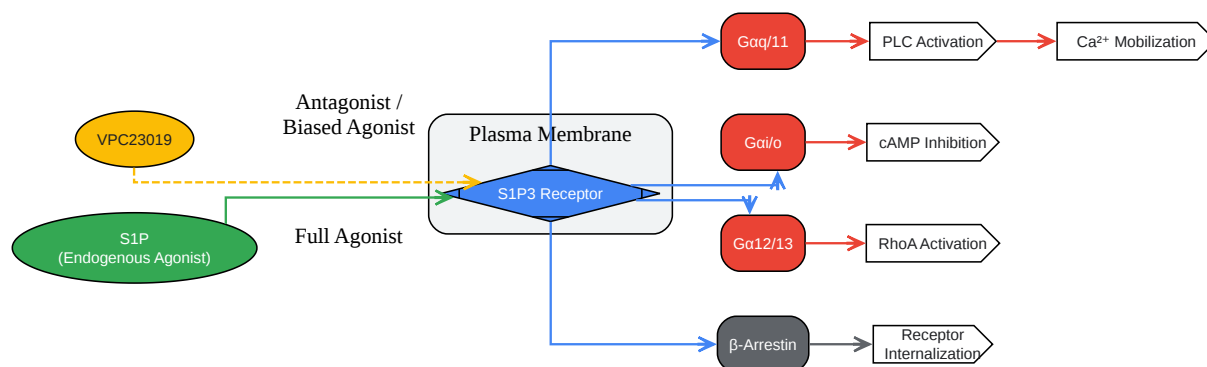 Gαq/11
PLC Activation
Ca²⁺ Mobilization
Antagonist /
Biased Agonist
VPC23019
Plasma Membrane
Gαi/o
cAMP Inhibition
S1P3 Receptor
S1P
(Endogenous Agonist)
Full Agonist
Gα12/13
RhoA Activation
β-Arrestin
Receptor
Internalization